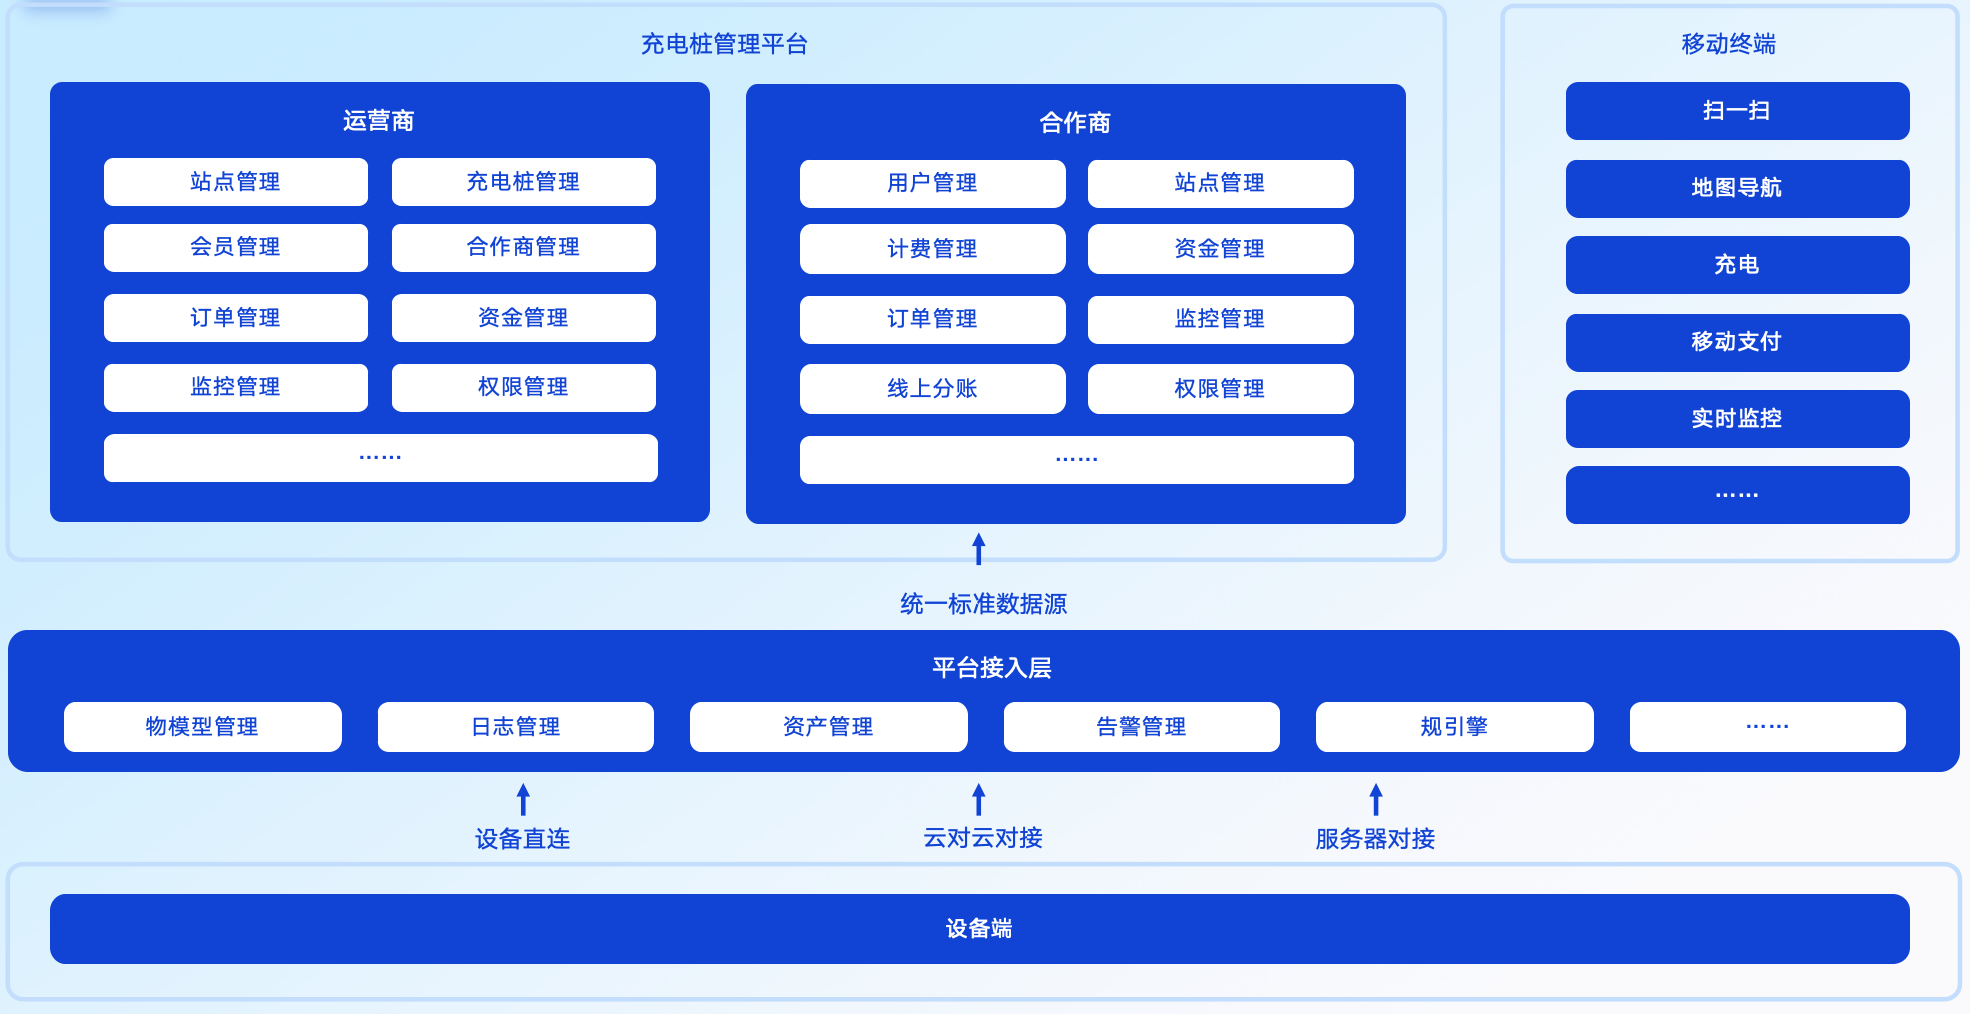 充电桩管理平台
运营商
站点管理
充电桩管理
会员管理
合作商管理
订单管理
资金管理
监控管理
权限管理
……
合作商
用户管理
站点管理
计费管理
资金管理
订单管理
监控管理
线上分账
权限管理
……
移动终端
扫一扫
地图导航
充电
移动支付
实时监控
……
统一标准数据源
平台接入层
物模型管理
日志管理
资产管理
告警管理
规引擎
……
设备直连
云对云对接
服务器对接
设备端